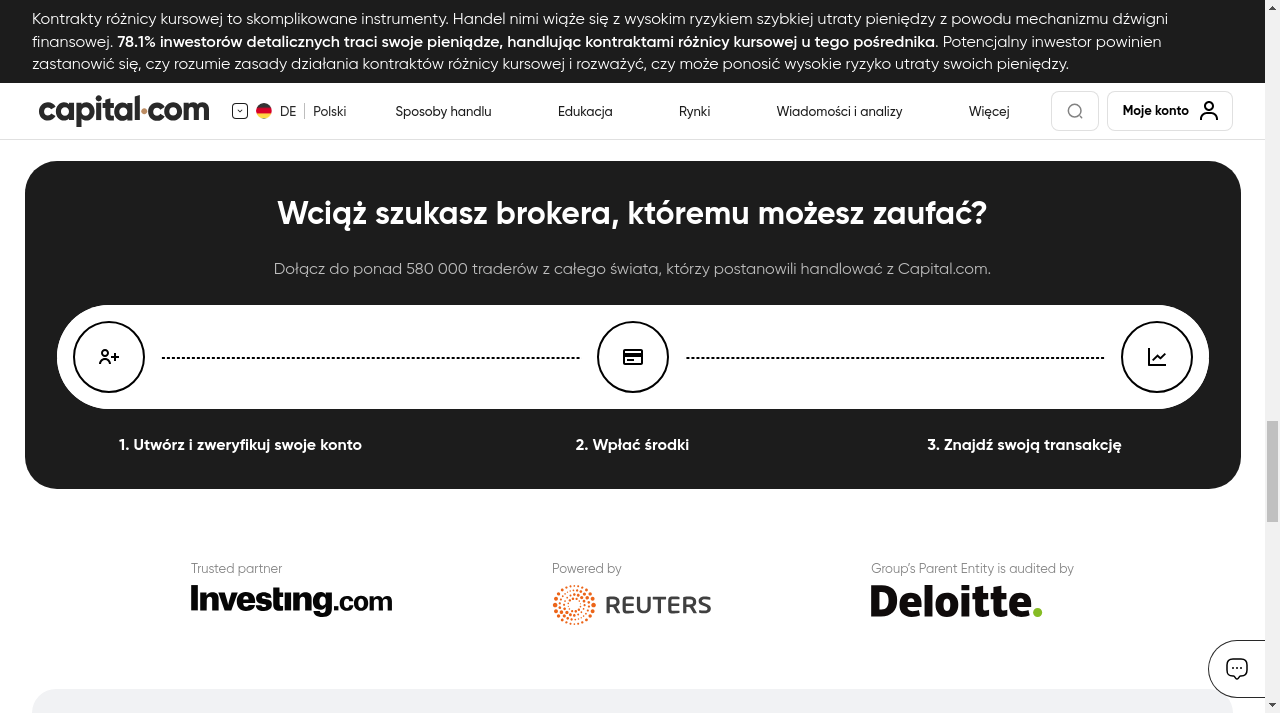 Kontrakty różnicy kursowej to skomplikowane instrumenty. Handel nimi wiąże się z wysokim ryzykiem szybkiej utraty pieniędzy z powodu mechanizmu dźwigni
finansowej. 78.1% inwestorów detalicznych traci swoje pieniądze, handlując kontraktami różnicy kursowej u tego pośrednika. Potencjalny inwestor powinien
zastanowić się, czy rozumie zasady działania kontraktów różnicy kursowej i rozważyć, czy może ponosić wysokie ryzyko utraty swoich pieniędzy.
capital.com DE Polski Sposoby handlu Edukacja Rynki Wiadomości i analizy Więcej Moje konto
Wciąż szukasz brokera, któremu możesz zaufać?
Dołącz do ponad 580 000 traderów z całego świata, którzy postanowili handlować z Capital.com.
1. Utwórz i zweryfikuj swoje konto 2. Wpłać środki 3. Znajdź swoją transakcję
Trusted partner Powered by Group's Parent Entity is audited by
Investing.com REUTERS Deloitte.